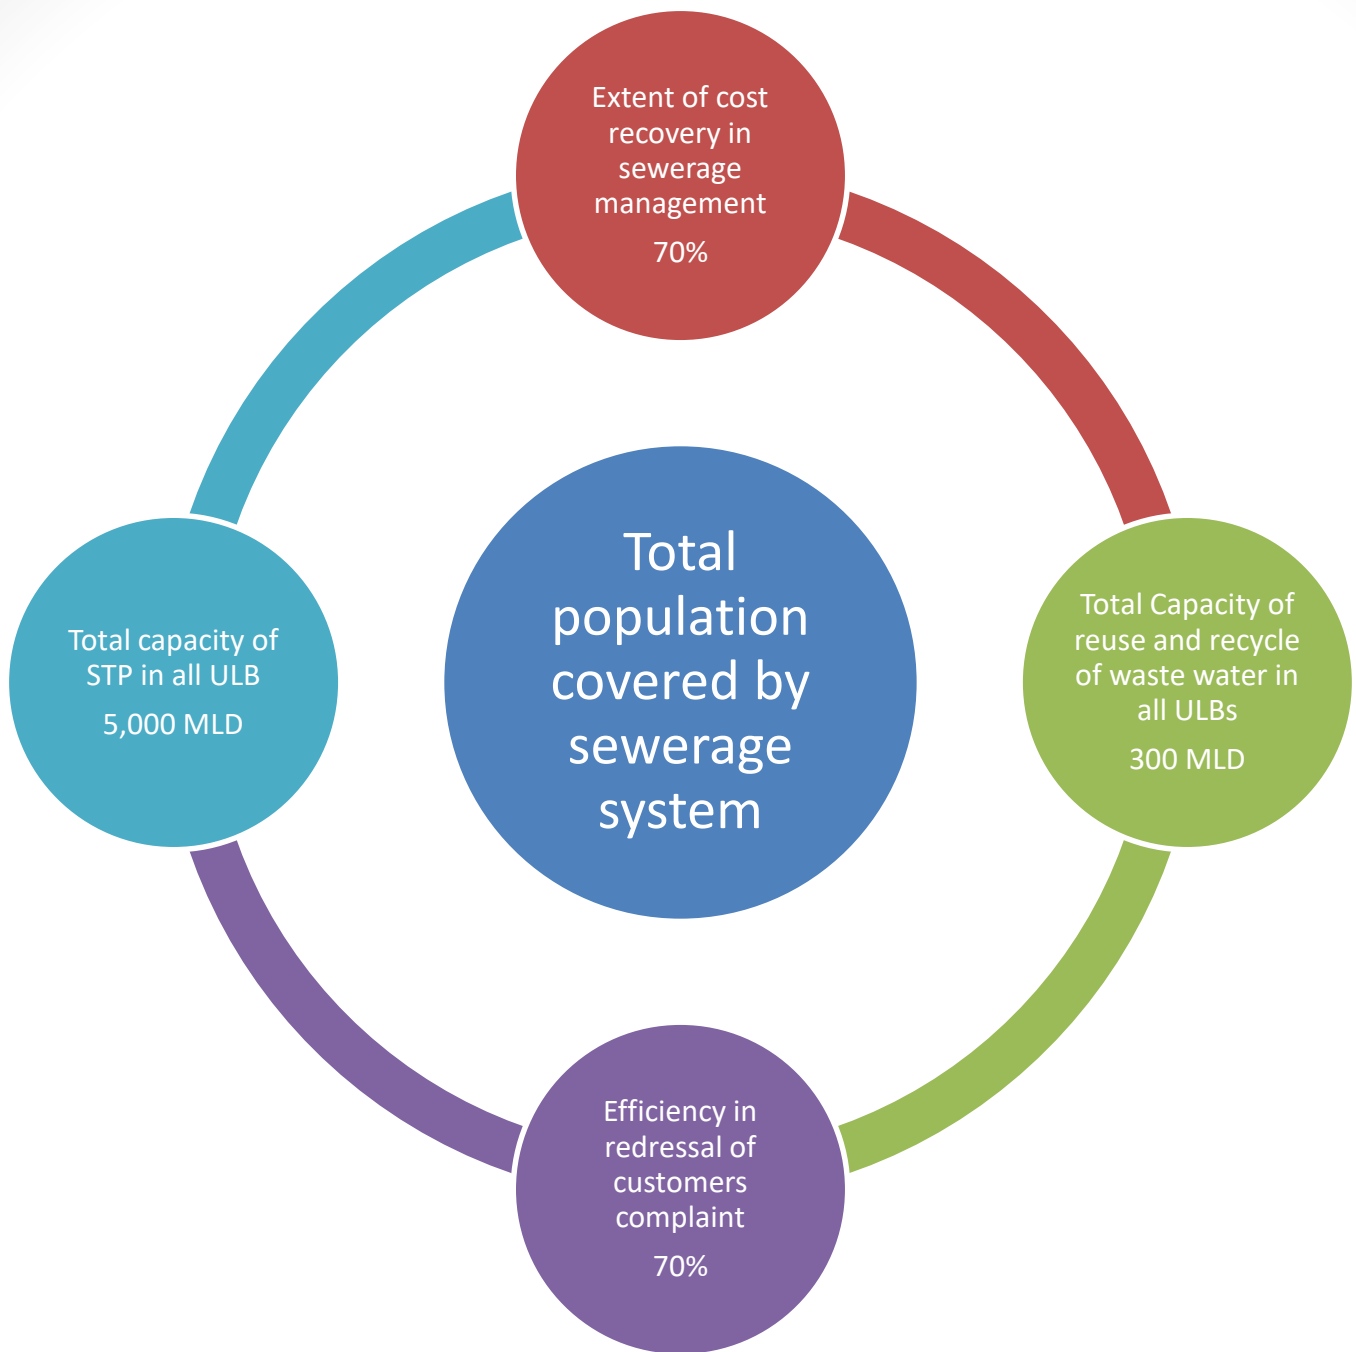 Extent of cost
recovery in
sewerage
management
70%
Total
population
covered by
sewerage
system
Total Capacity of
reuse and recycle
of waste water in
all ULBs
300 MLD
Efficiency in
redressal of
customers
complaint
70%
Total capacity of
STP in all ULB
5,000 MLD